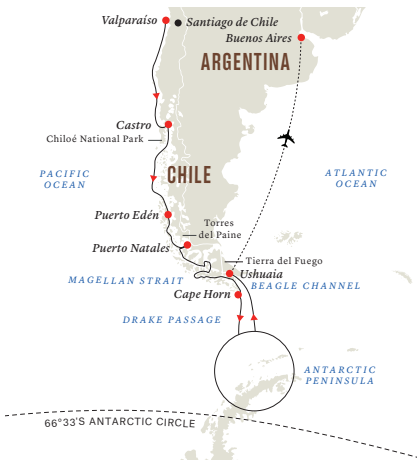 Valparaíso
Santiago de Chile
Buenos Aires
ARGENTINA
Castro
Chiloé National Park
PACIFIC
OCEAN
CHILE
ATLANTIC
OCEAN
Puerto Edén
Torres
del Paine
Puerto Natales
Tierra del Fuego
Ushuaia
MAGELLAN STRAIT
BEAGLE CHANNEL
Cape Horn
DRAKE PASSAGE
ANTARCTIC
PENINSULA
66°33'S ANTARCTIC CIRCLE